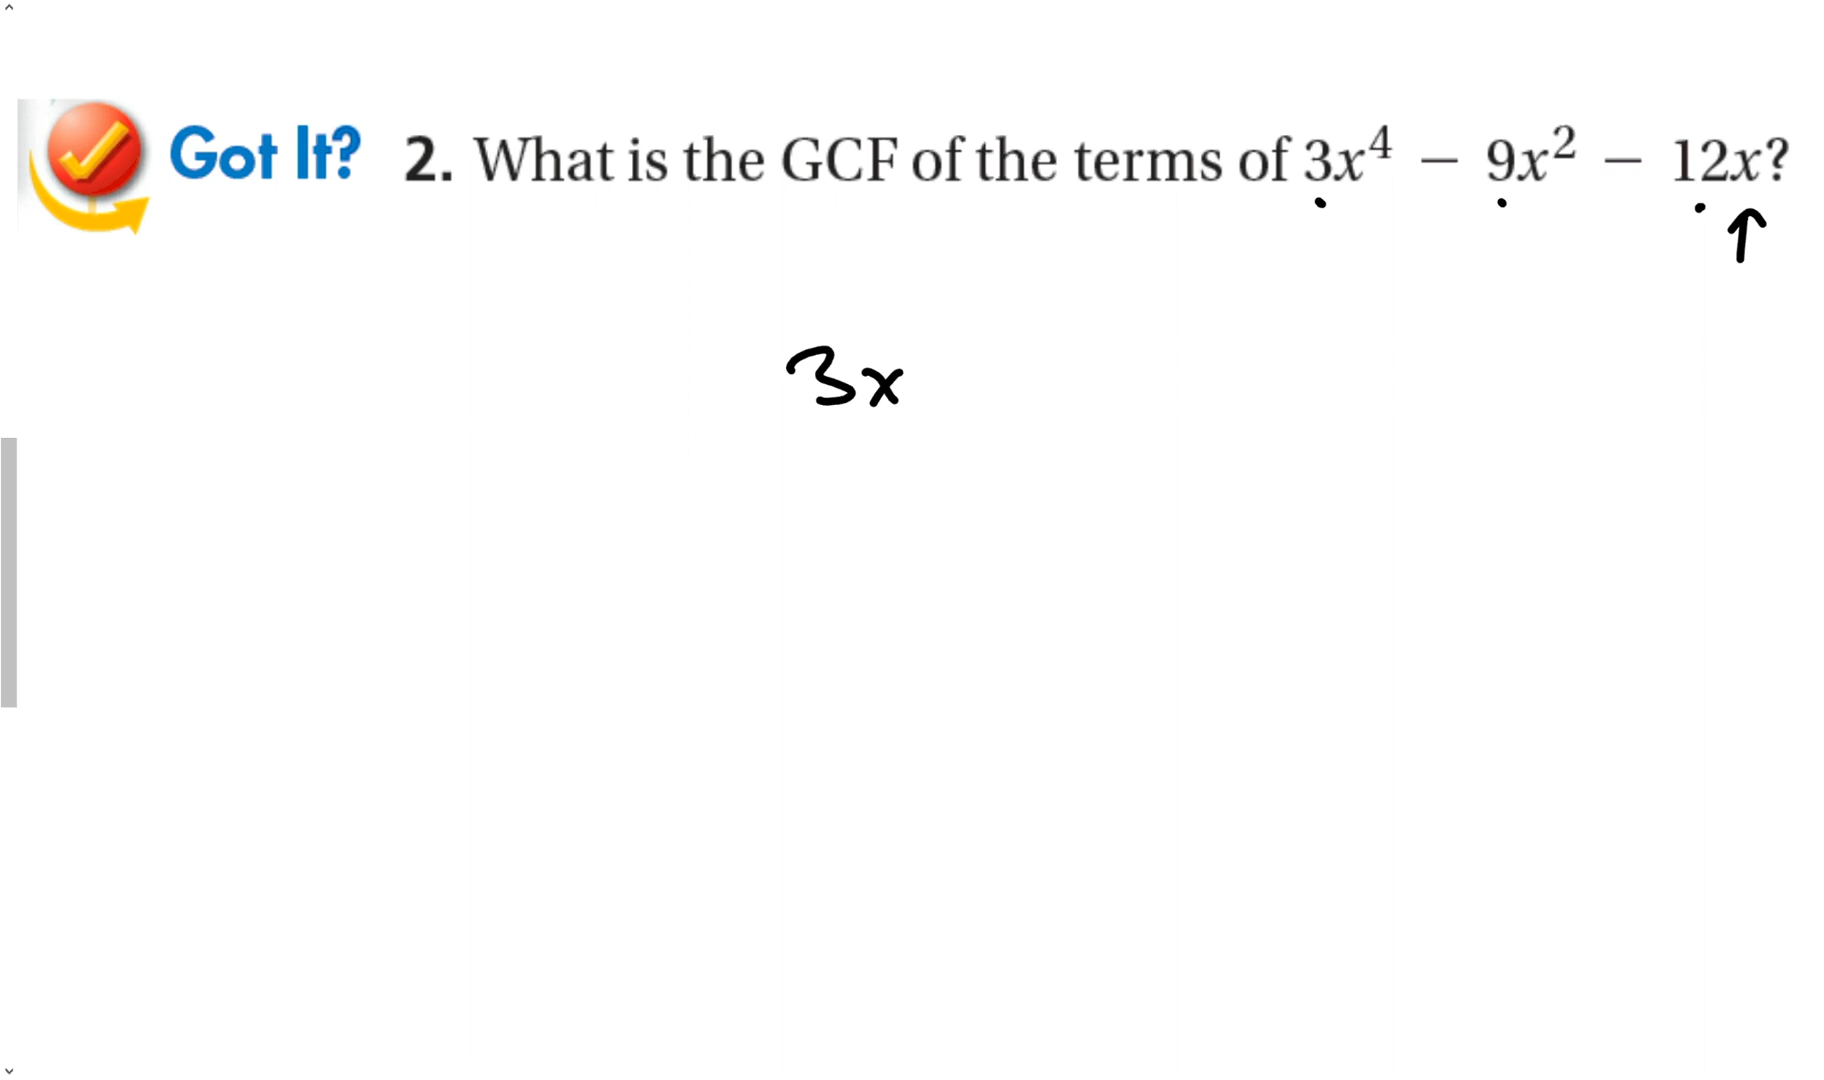 Got It? 2. What is the GCF of the terms of 3x⁴ − 9x² − 12x?
3x